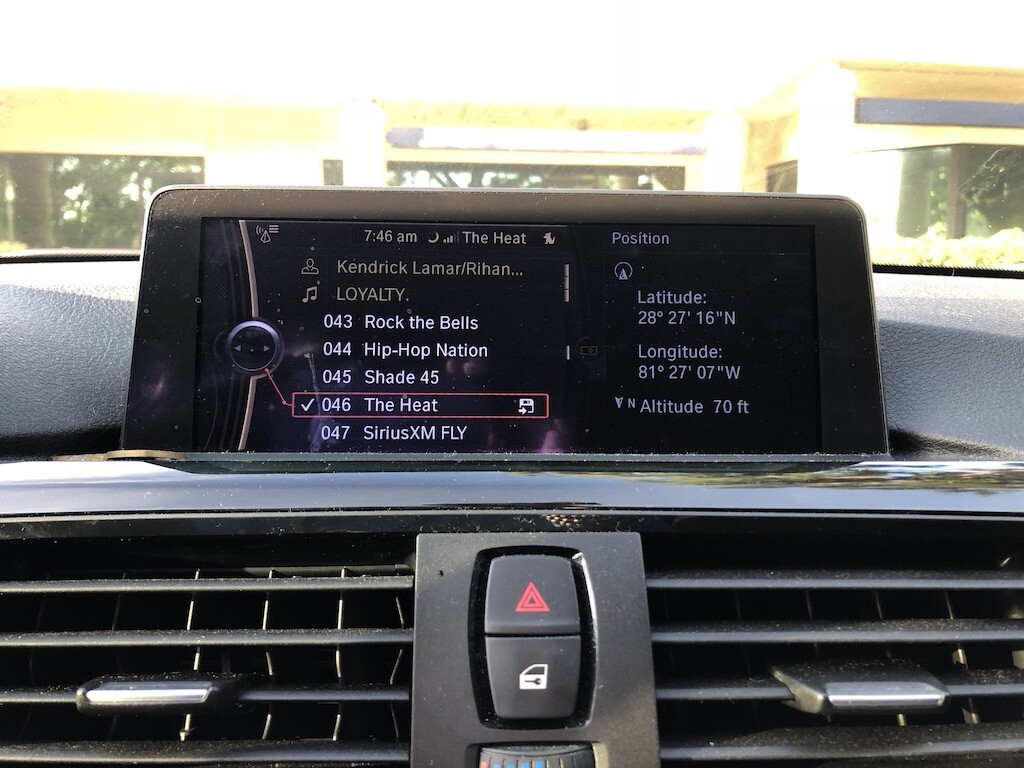 7:46 am The Heat
Kendrick Lamar/Rihan...
LOYALTY.
043 Rock the Bells
044 Hip-Hop Nation
045 Shade 45
046 The Heat
047 SiriusXM FLY
Position
Latitude:
28° 27' 16"N
Longitude:
81° 27' 07"W
N Altitude 70 ft